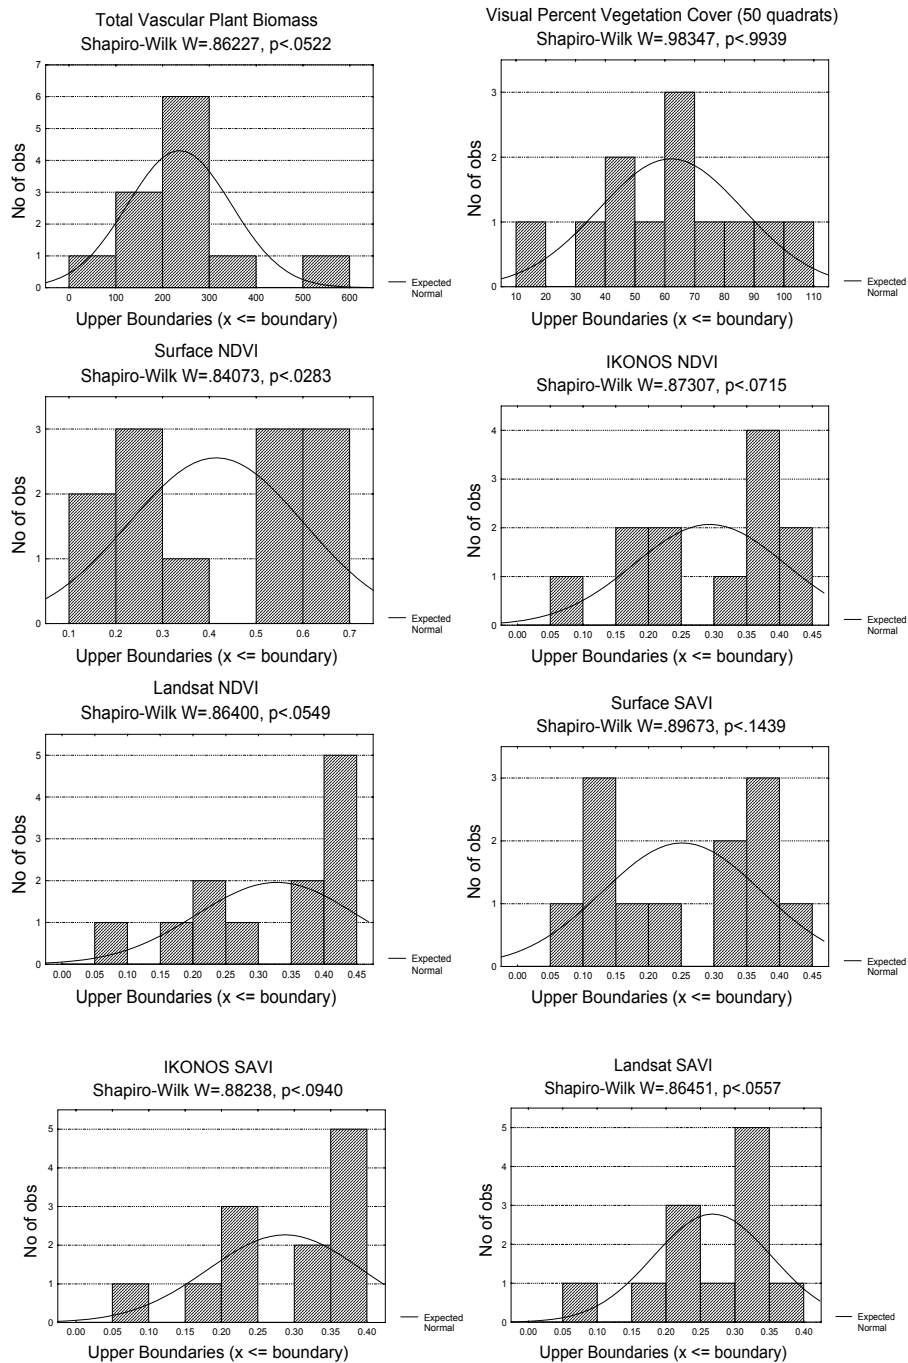 Total Vascular Plant Biomass
Shapiro-Wilk W=.86227, p<.0522
7
6
5
4
3
2
1
0
No of obs
0 100 200 300 400 500 600
Upper Boundaries (x <= boundary)
Expected
Normal
Visual Percent Vegetation Cover (50 quadrats)
Shapiro-Wilk W=.98347, p<.9939
3
2
1
0
No of obs
10 20 30 40 50 60 70 80 90 100 110
Upper Boundaries (x <= boundary)
Expected
Normal
Surface NDVI
Shapiro-Wilk W=.84073, p<.0283
3
2
1
0
No of obs
0.1 0.2 0.3 0.4 0.5 0.6 0.7
Upper Boundaries (x <= boundary)
Expected
Normal
IKONOS NDVI
Shapiro-Wilk W=.87307, p<.0715
4
3
2
1
0
No of obs
0.00 0.05 0.10 0.15 0.20 0.25 0.30 0.35 0.40 0.45
Upper Boundaries (x <= boundary)
Expected
Normal
Landsat NDVI
Shapiro-Wilk W=.86400, p<.0549
5
4
3
2
1
0
No of obs
0.00 0.05 0.10 0.15 0.20 0.25 0.30 0.35 0.40 0.45
Upper Boundaries (x <= boundary)
Expected
Normal
Surface SAVI
Shapiro-Wilk W=.89673, p<.1439
3
2
1
0
No of obs
0.00 0.05 0.10 0.15 0.20 0.25 0.30 0.35 0.40 0.45
Upper Boundaries (x <= boundary)
Expected
Normal
IKONOS SAVI
Shapiro-Wilk W=.88238, p<.0940
5
4
3
2
1
0
No of obs
0.00 0.05 0.10 0.15 0.20 0.25 0.30 0.35 0.40
Upper Boundaries (x <= boundary)
Expected
Normal
Landsat SAVI
Shapiro-Wilk W=.86451, p<.0557
5
4
3
2
1
0
No of obs
0.00 0.05 0.10 0.15 0.20 0.25 0.30 0.35 0.40
Upper Boundaries (x <= boundary)
Expected
Normal